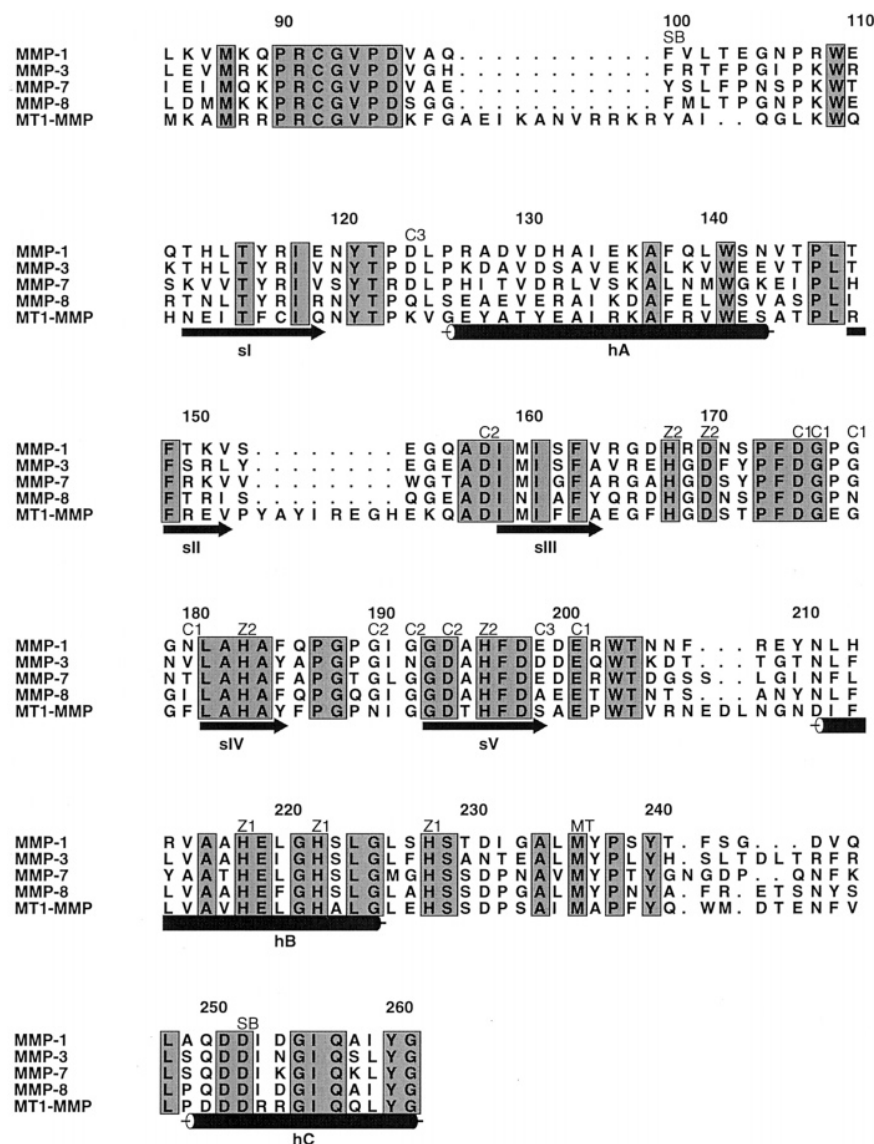 90 100 110
SB
MMP-1 L K V M K Q P R C G V P D V A Q . . . . . . . . . . . F V L T E G N P R W E
MMP-3 L E V M R K P R C G V P D V G H . . . . . . . . . . . F R T F P G I P K W R
MMP-7 I E I M Q K P R C G V P D V A E . . . . . . . . . . . Y S L F P N S P K W T
MMP-8 L D M M K K P R C G V P D S G G . . . . . . . . . . . F M L T P G N P K W E
MT1-MMP M K A M R R P R C G V P D K F G A E I K A N V R R K R Y A I . . Q G L K W Q
120 130 140
C3
MMP-1 Q T H L T Y R I E N Y T P D L P R A D V D H A I E K A F Q L W S N V T P L T
MMP-3 K T H L T Y R I V N Y T P D L P K D A V D S A V E K A L K V W E E V T P L T
MMP-7 S K V V T Y R I V S Y T R D L P H I T V D R L V S K A L N M W G K E I P L H
MMP-8 R T N L T Y R I R N Y T P Q L S E A E V E R A I K D A F E L W S V A S P L I
MT1-MMP H N E I T F C I Q N Y T P K V G E Y A T Y E A I R K A F R V W E S A T P L R
sI hA
150 160 170
C2 Z2 Z2 C1 C1 C1
MMP-1 F T K V S . . . . . . . . E G Q A D I M I S F V R G D H R D N S P F D G P G
MMP-3 F S R L Y . . . . . . . . E G E A D I M I S F A V R E H G D F Y P F D G P G
MMP-7 F R K V V . . . . . . . . W G T A D I M I G F A R G A H G D S Y P F D G P G
MMP-8 F T R I S . . . . . . . . Q G E A D I N I A F Y Q R D H G D N S P F D G P N
MT1-MMP F R E V P Y A Y I R E G H E K Q A D I M I F F A E G F H G D S T P F D G E G
sII sIII
180 190 200 210
C1 Z2 C2 C2 C2 Z2 C3 C1
MMP-1 G N L A H A F Q P G P G I G G D A H F D E D E R W T N N F . . . R E Y N L H
MMP-3 N V L A H A Y A P G P G I N G D A H F D D D E Q W T K D T . . . T G T N L F
MMP-7 N T L A H A F A P G T G L G G D A H F D E D E R W T D G S S . . L G I N F L
MMP-8 G I L A H A F Q P G Q G I G G D A H F D A E E T W T N T S . . . A N Y N L F
MT1-MMP G F L A H A Y F P G P N I G G D T H F D S A E P W T V R N E D L N G N D I F
sIV sV
220 230 240
Z1 Z1 Z1 MT
MMP-1 R V A A H E L G H S L G L S H S T D I G A L M Y P S Y T . F S G . . . D V Q
MMP-3 L V A A H E I G H S L G L F H S A N T E A L M Y P L Y H . S L T D L T R F R
MMP-7 Y A A T H E L G H S L G M G H S S D P N A V M Y P T Y G N G D P . . Q N F K
MMP-8 L V A A H E F G H S L G L A H S S D P G A L M Y P N Y A . F R . E T S N Y S
MT1-MMP L V A V H E L G H A L G L E H S S D P S A I M A P F Y Q . W M . D T E N F V
hB
250 260
SB
MMP-1 L A Q D D I D G I Q A I Y G
MMP-3 L S Q D D I N G I Q S L Y G
MMP-7 L S Q D D I K G I Q K L Y G
MMP-8 L P Q D D I D G I Q A I Y G
MT1-MMP L P D D D R R G I Q Q L Y G
hC